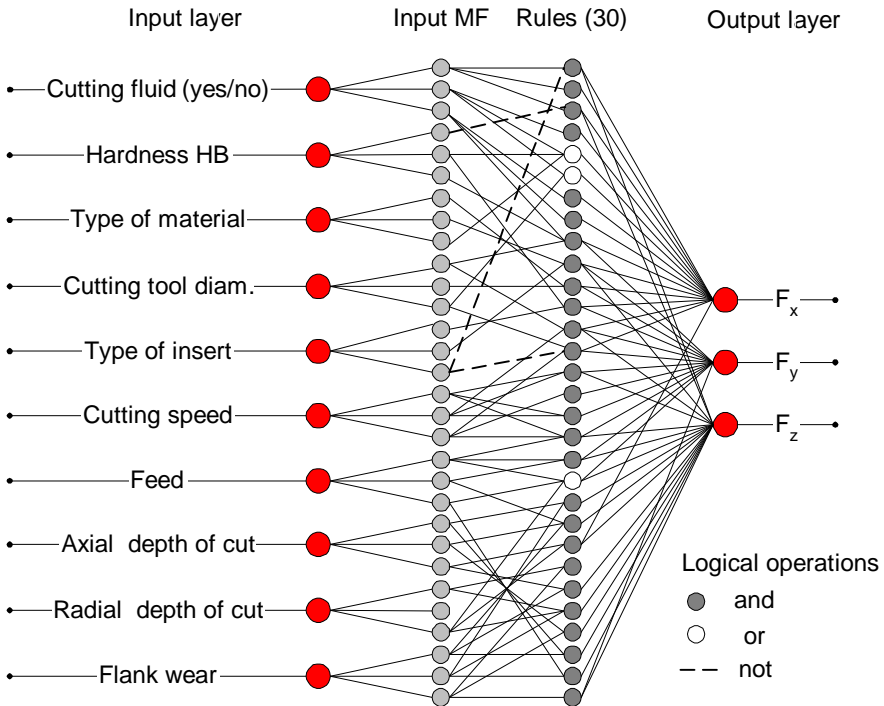 Input layer
Input MF
Rules (30)
Output layer
Cutting fluid (yes/no)
Hardness HB
Type of material
Cutting tool diam.
Type of insert
Cutting speed
Feed
Axial depth of cut
Radial depth of cut
Flank wear
Fx
Fy
Fz
Logical operations
and
or
not